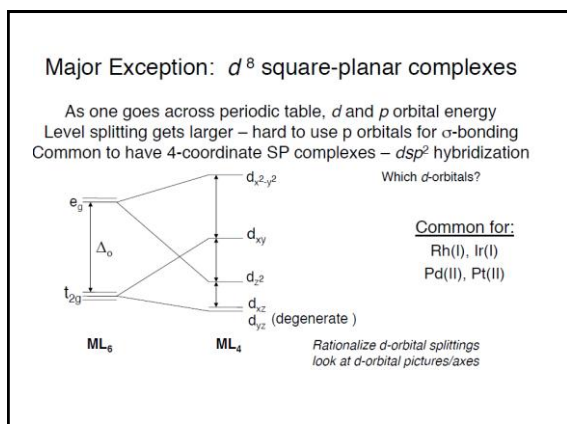 Major Exception: d 8 square-planar complexes
As one goes across periodic table, d and p orbital energy
Level splitting gets larger – hard to use p orbitals for σ-bonding
Common to have 4-coordinate SP complexes – dsp² hybridization
Which d-orbitals?
dx²-y²
eg
Common for:
dxy
Rh(I), Ir(I)
Δo
Pd(II), Pt(II)
dz²
t2g
dxz
dyz (degenerate )
ML6
ML4
Rationalize d-orbital splittings
look at d-orbital pictures/axes